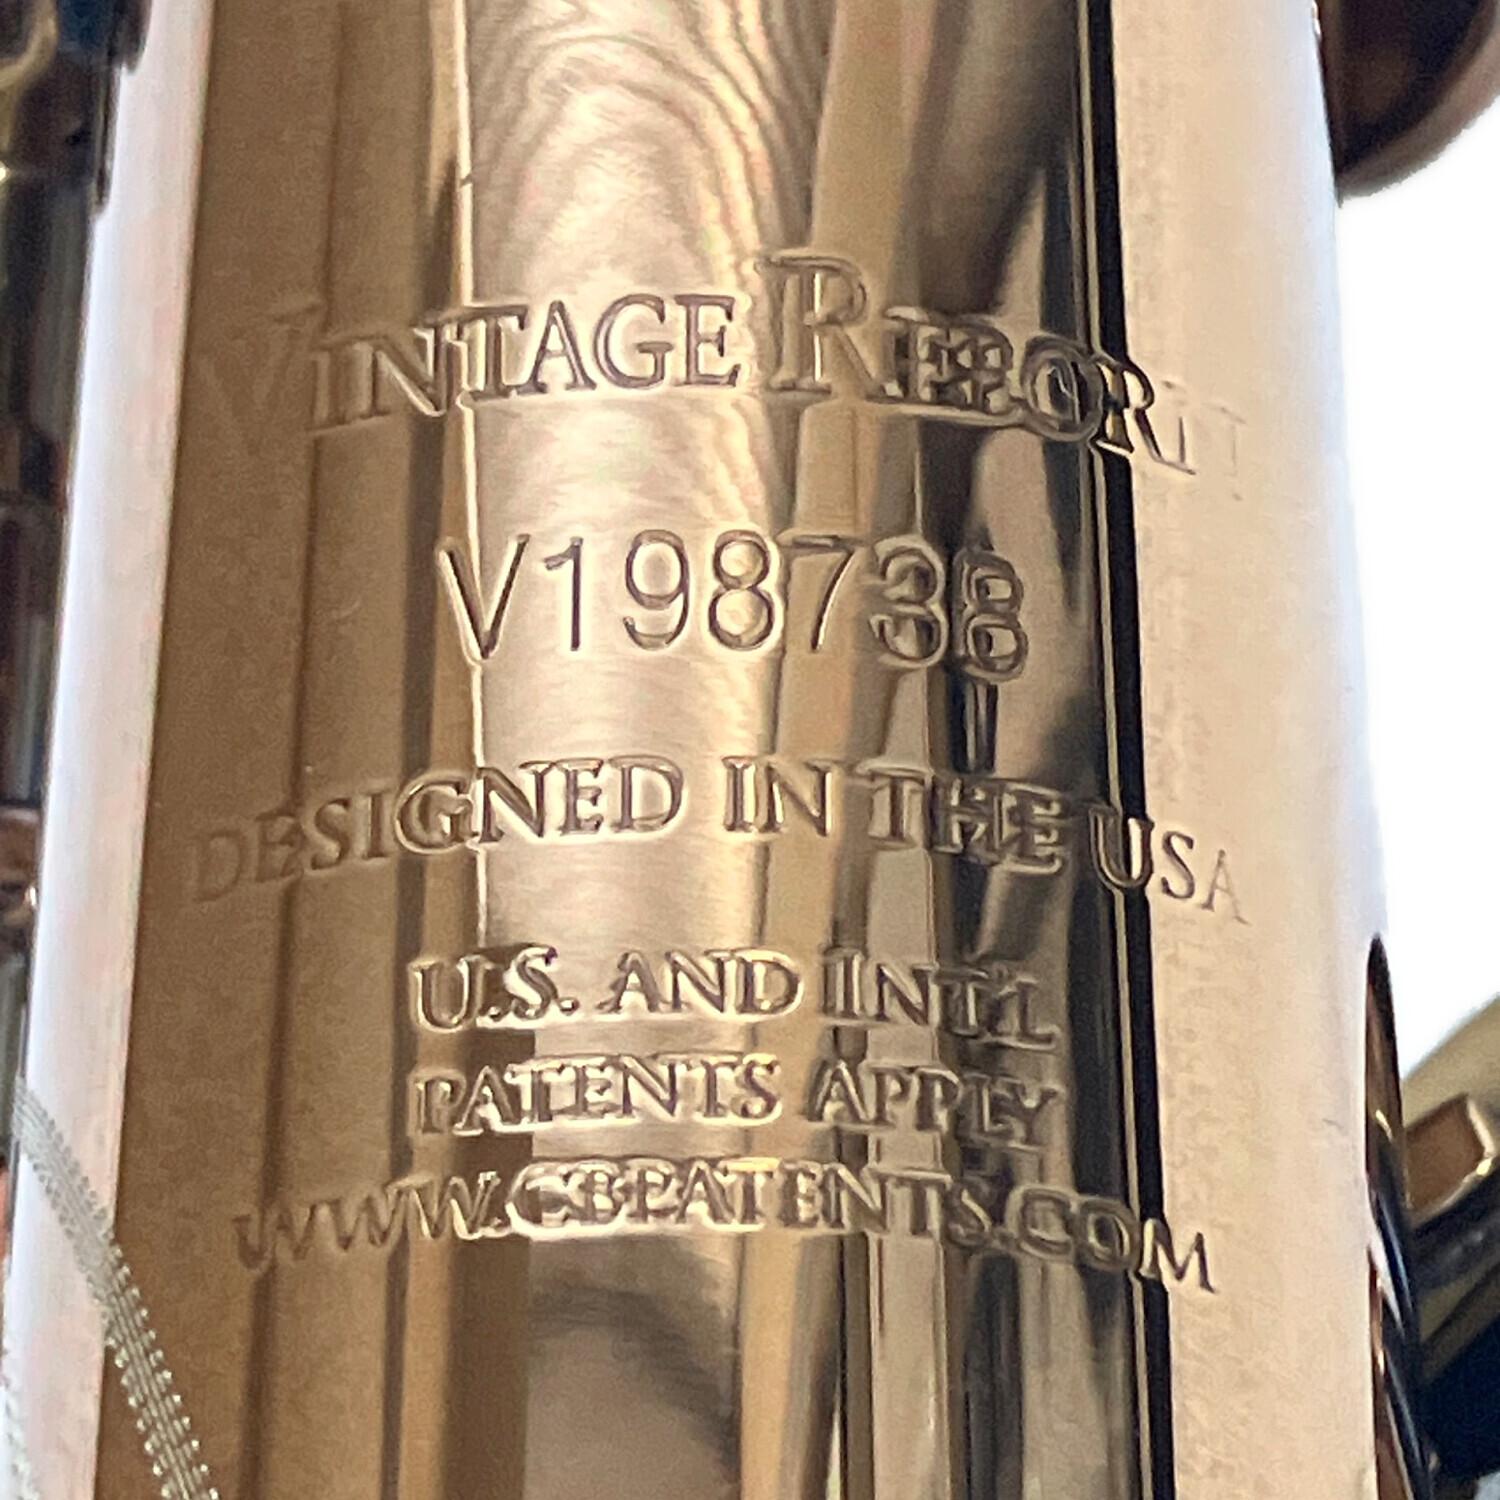 VINTAGE REBORN
V198738
DESIGNED IN THE USA
U.S. AND INT'L
PATENTS APPLY
WWW.CBPATENTS.COM